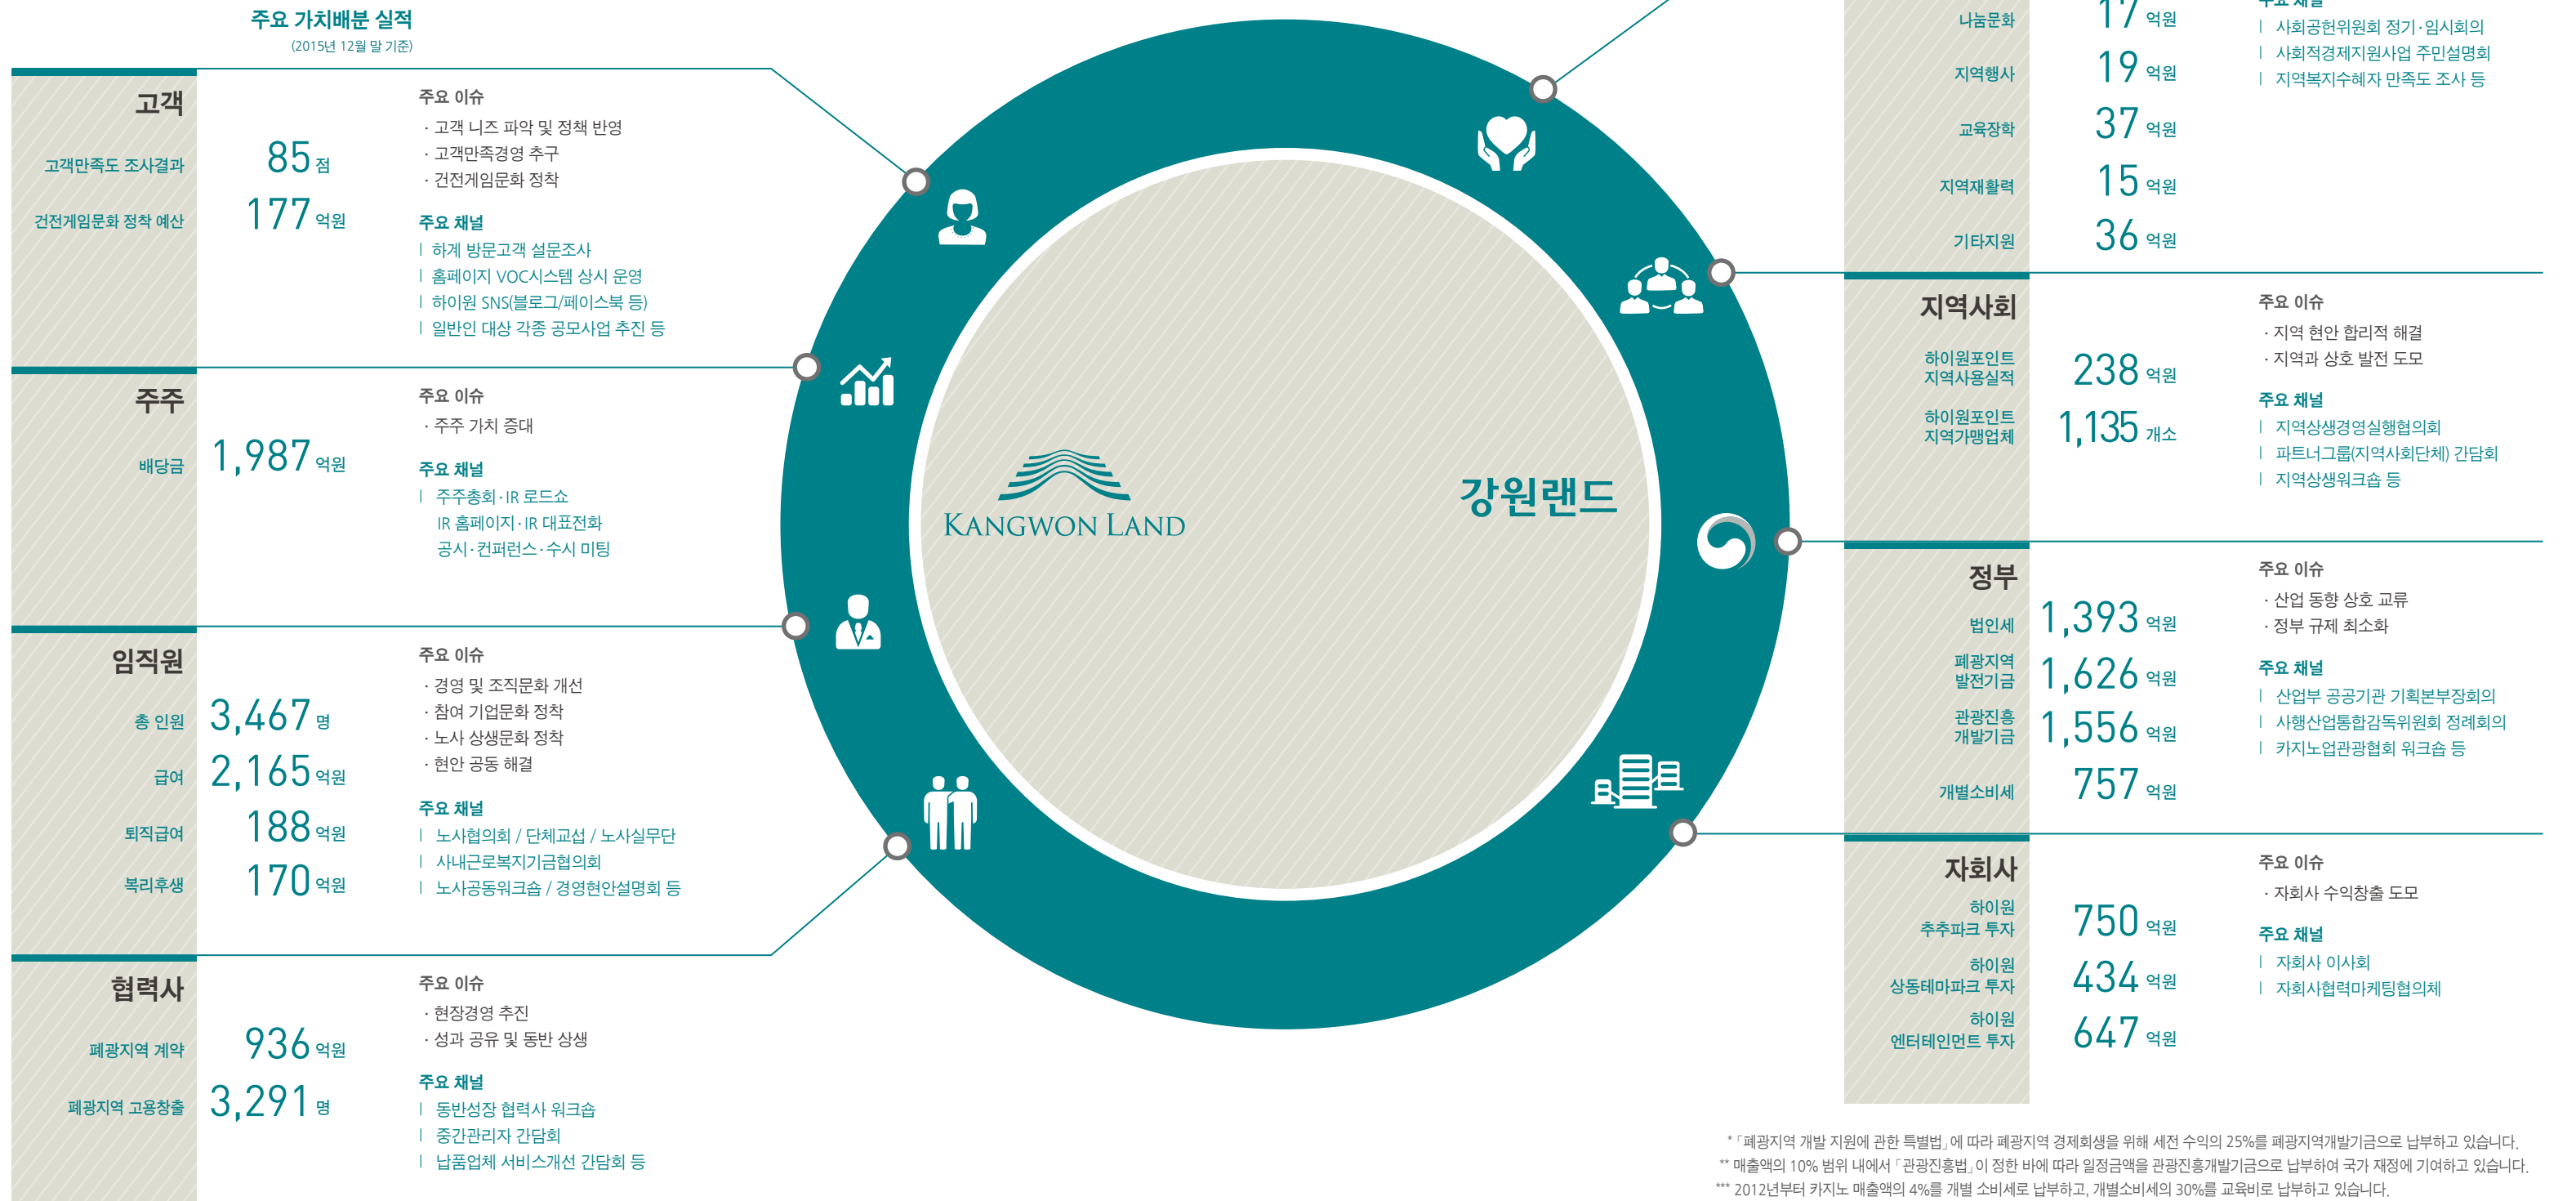 주요 가치배분 실적
(2015년 12월 말 기준)
고객
고객만족도 조사결과
85 점
건전게임문화 정착 예산
177 억원
주요 이슈
· 고객 니즈 파악 및 정책 반영
· 고객만족경영 추구
· 건전게임문화 정착
주요 채널
| 하계 방문고객 설문조사
| 홈페이지 VOC시스템 상시 운영
| 하이원 SNS(블로그/페이스북 등)
| 일반인 대상 각종 공모사업 추진 등
주주
배당금
1,987 억원
주요 이슈
· 주주 가치 증대
주요 채널
| 주주총회·IR 로드쇼
IR 홈페이지·IR 대표전화
공시·컨퍼런스·수시 미팅
임직원
총 인원
3,467 명
급여
2,165 억원
퇴직급여
188 억원
복리후생
170 억원
주요 이슈
· 경영 및 조직문화 개선
· 참여 기업문화 정착
· 노사 상생문화 정착
· 현안 공동 해결
주요 채널
| 노사협의회 / 단체교섭 / 노사실무단
| 사내근로복지기금협의회
| 노사공동워크숍 / 경영현안설명회 등
협력사
폐광지역 계약
936 억원
폐광지역 고용창출
3,291 명
주요 이슈
· 현장경영 추진
· 성과 공유 및 동반 상생
주요 채널
| 동반성장 협력사 워크숍
| 중간관리자 간담회
| 납품업체 서비스개선 간담회 등
KANGWON LAND
강원랜드
나눔문화
17 억원
지역행사
19 억원
교육장학
37 억원
지역재활력
15 억원
기타지원
36 억원
주요 채널
| 사회공헌위원회 정기·임시회의
| 사회적경제지원사업 주민설명회
| 지역복지수혜자 만족도 조사 등
지역사회
하이원포인트
지역사용실적
238 억원
하이원포인트
지역가맹업체
1,135 개소
주요 이슈
· 지역 현안 합리적 해결
· 지역과 상호 발전 도모
주요 채널
| 지역상생경영실행협의회
| 파트너그룹(지역사회단체) 간담회
| 지역상생워크숍 등
정부
법인세
1,393 억원
폐광지역
발전기금
1,626 억원
관광진흥
개발기금
1,556 억원
개별소비세
757 억원
주요 이슈
· 산업 동향 상호 교류
· 정부 규제 최소화
주요 채널
| 산업부 공공기관 기획본부장회의
| 사행산업통합감독위원회 정례회의
| 카지노업관광협회 워크숍 등
자회사
하이원
추추파크 투자
750 억원
하이원
상동테마파크 투자
434 억원
하이원
엔터테인먼트 투자
647 억원
주요 이슈
· 자회사 수익창출 도모
주요 채널
| 자회사 이사회
| 자회사협력마케팅협의체
* 「폐광지역 개발 지원에 관한 특별법」에 따라 폐광지역 경제회생을 위해 세전 수익의 25%를 폐광지역개발기금으로 납부하고 있습니다.
** 매출액의 10% 범위 내에서 「관광진흥법」이 정한 바에 따라 일정금액을 관광진흥개발기금으로 납부하여 국가 재정에 기여하고 있습니다.
*** 2012년부터 카지노 매출액의 4%를 개별 소비세로 납부하고, 개별소비세의 30%를 교육비로 납부하고 있습니다.